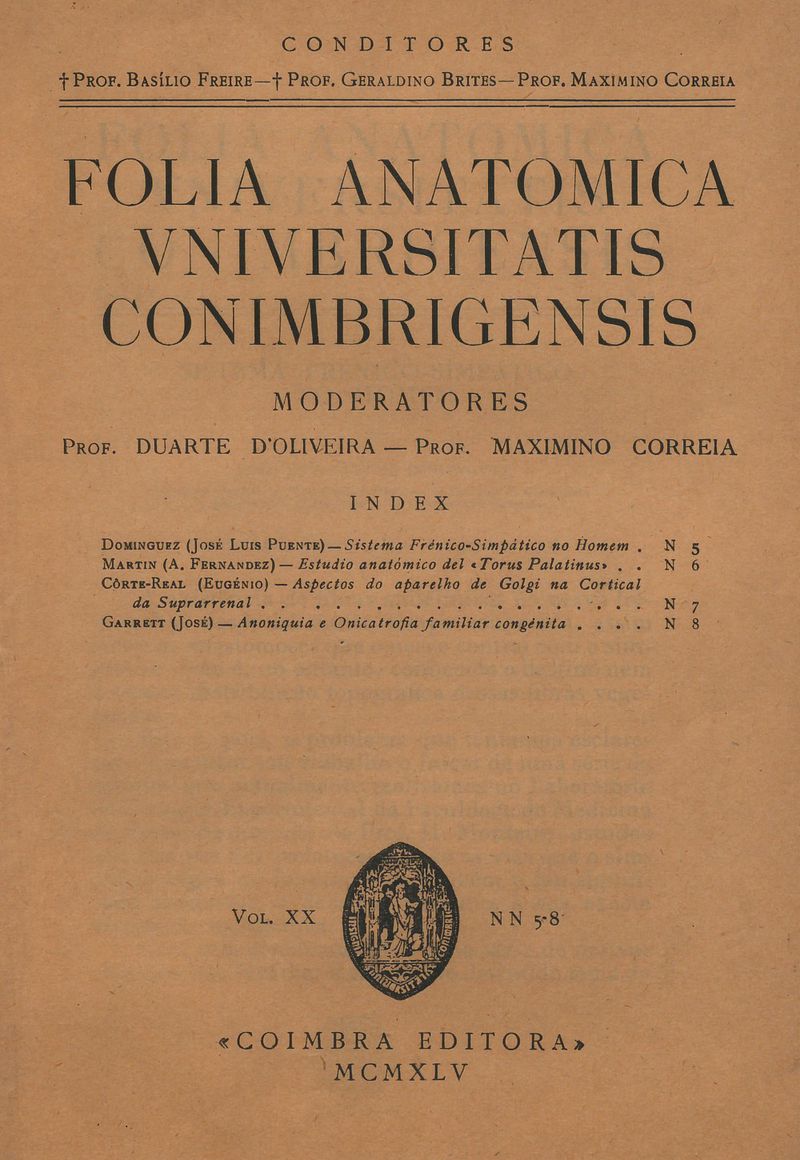 CONDITORES
† PROF. BASÍLIO FREIRE—† PROF. GERALDINO BRITES—PROF. MAXIMINO CORREIA
FOLIA ANATOMICA
VNIVERSITATIS
CONIMBRIGENSIS
MODERATORES
PROF. DUARTE D'OLIVEIRA — PROF. MAXIMINO CORREIA
INDEX
DOMINGUEZ (JOSÉ LUIS PUENTE) — Sistema Frénico-Simpático no Homem . N 5
MARTIN (A. FERNANDEZ) — Estudio anatómico del «Torus Palatinus» . . N 6
CÔRTE-REAL (EUGÉNIO) — Aspectos do aparelho de Golgi na Cortical
da Suprarrenal . . . . . . . . . . . . . . . . . . . N 7
GARRETT (JOSÉ) — Anoniquia e Onicatrofia familiar congénita . . . . N 8
VOL. XX NN 5-8
«COIMBRA EDITORA»
MCMXLV